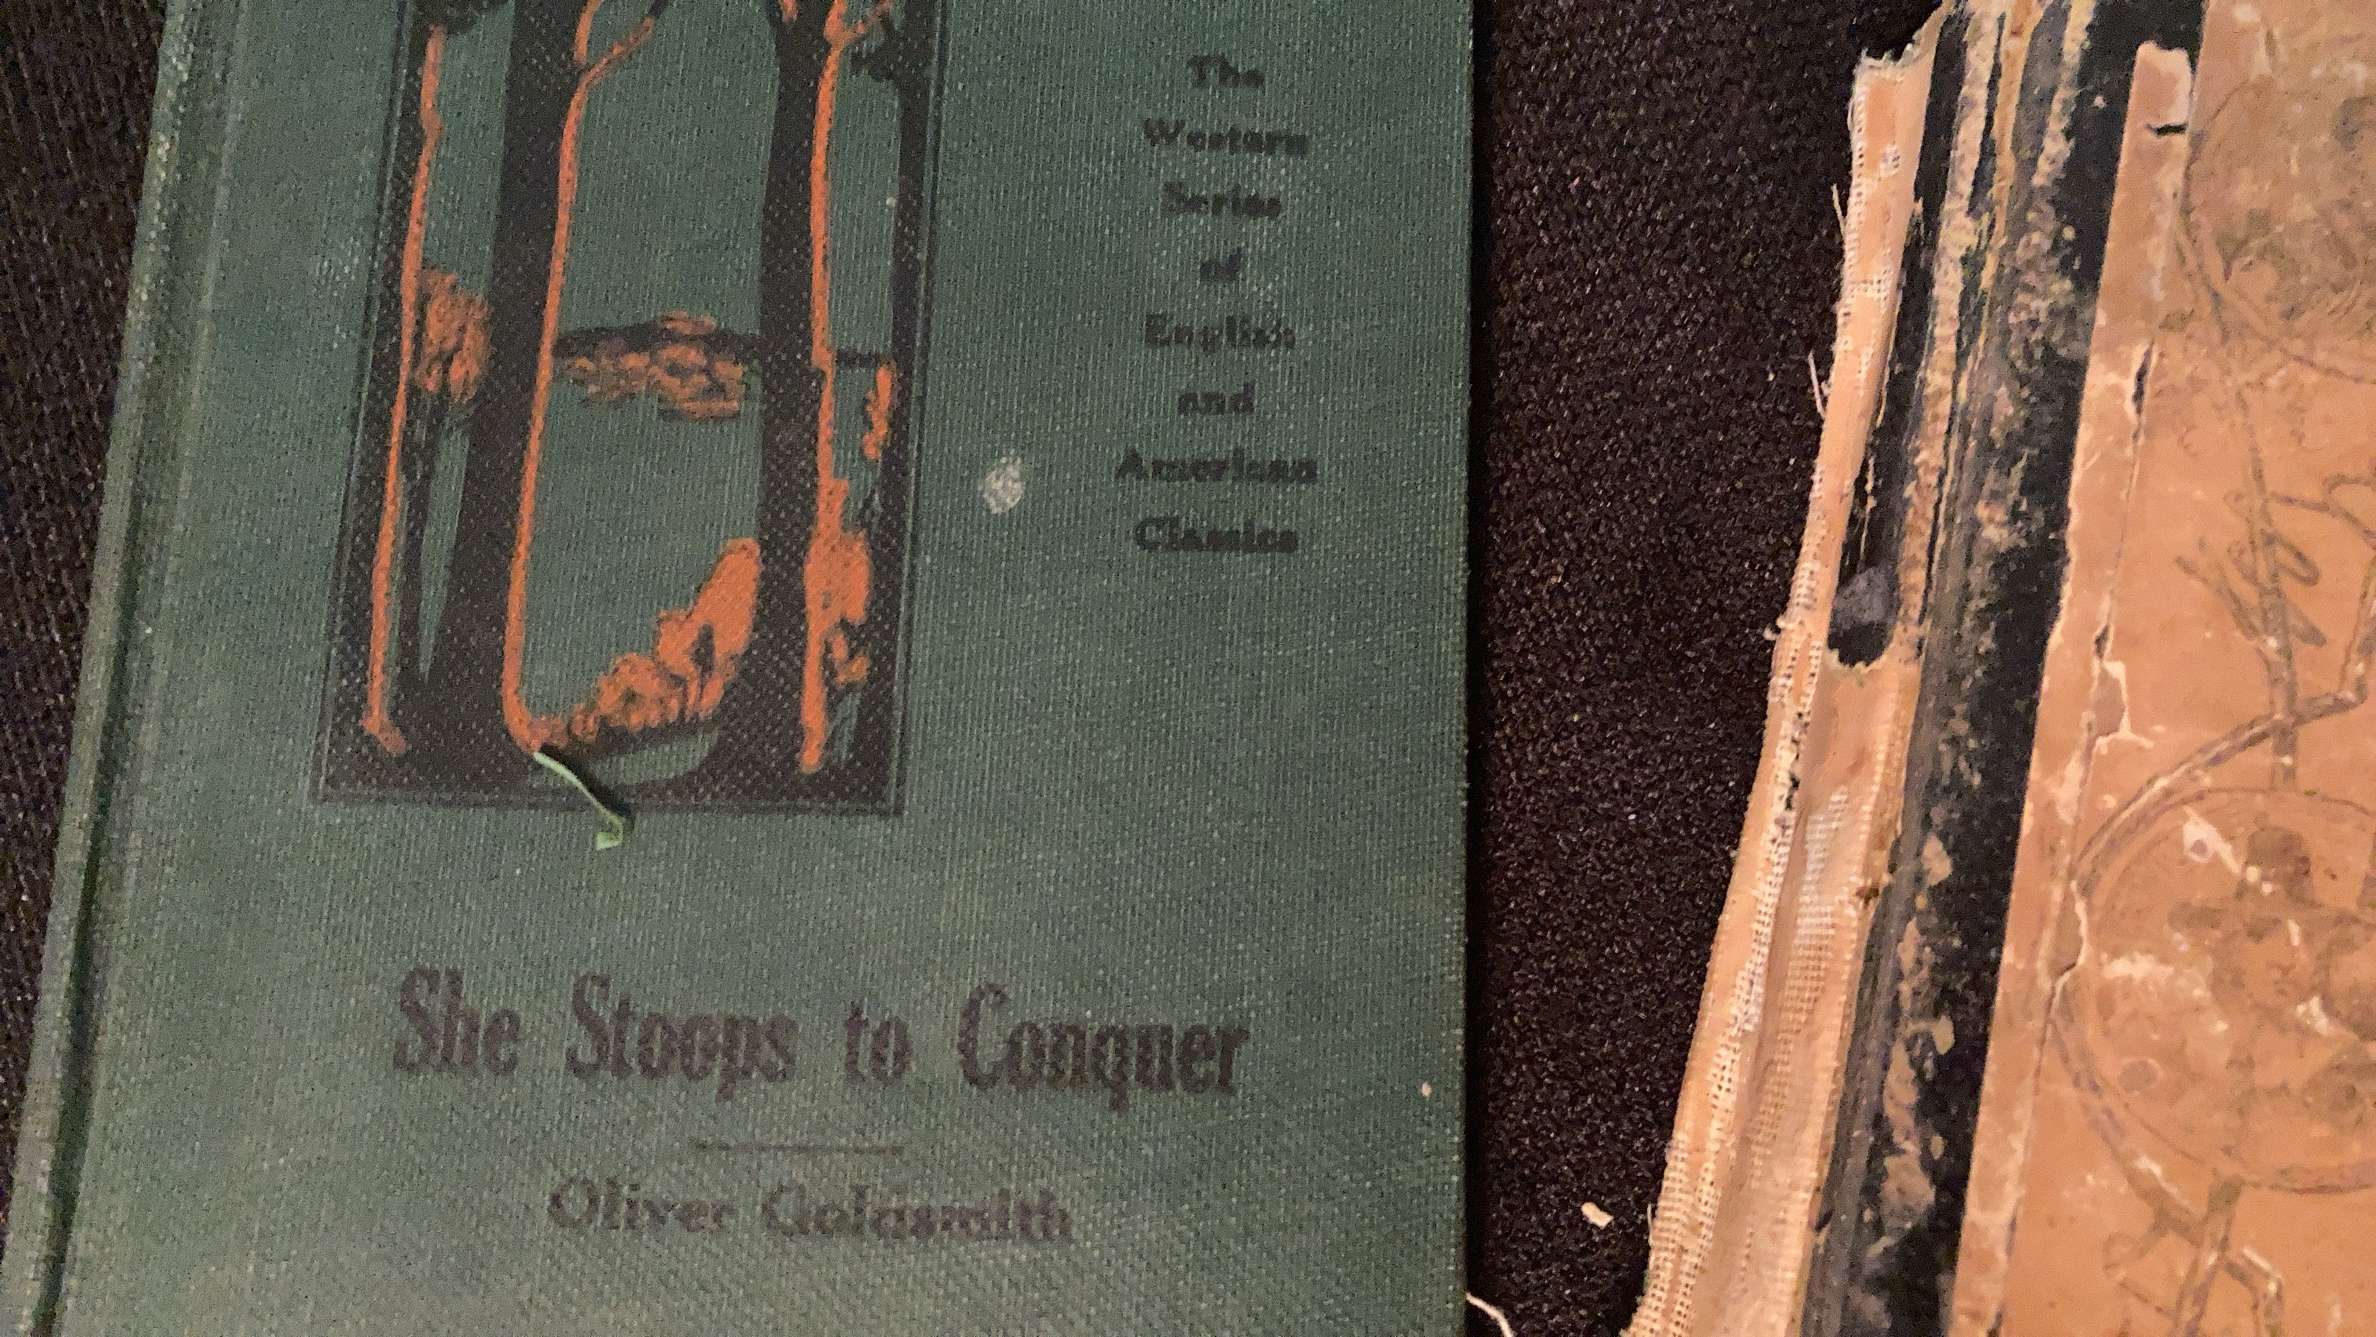 The
Western
Series
of
English
and
American
Classics
She Stoops to Conquer
Oliver Goldsmith